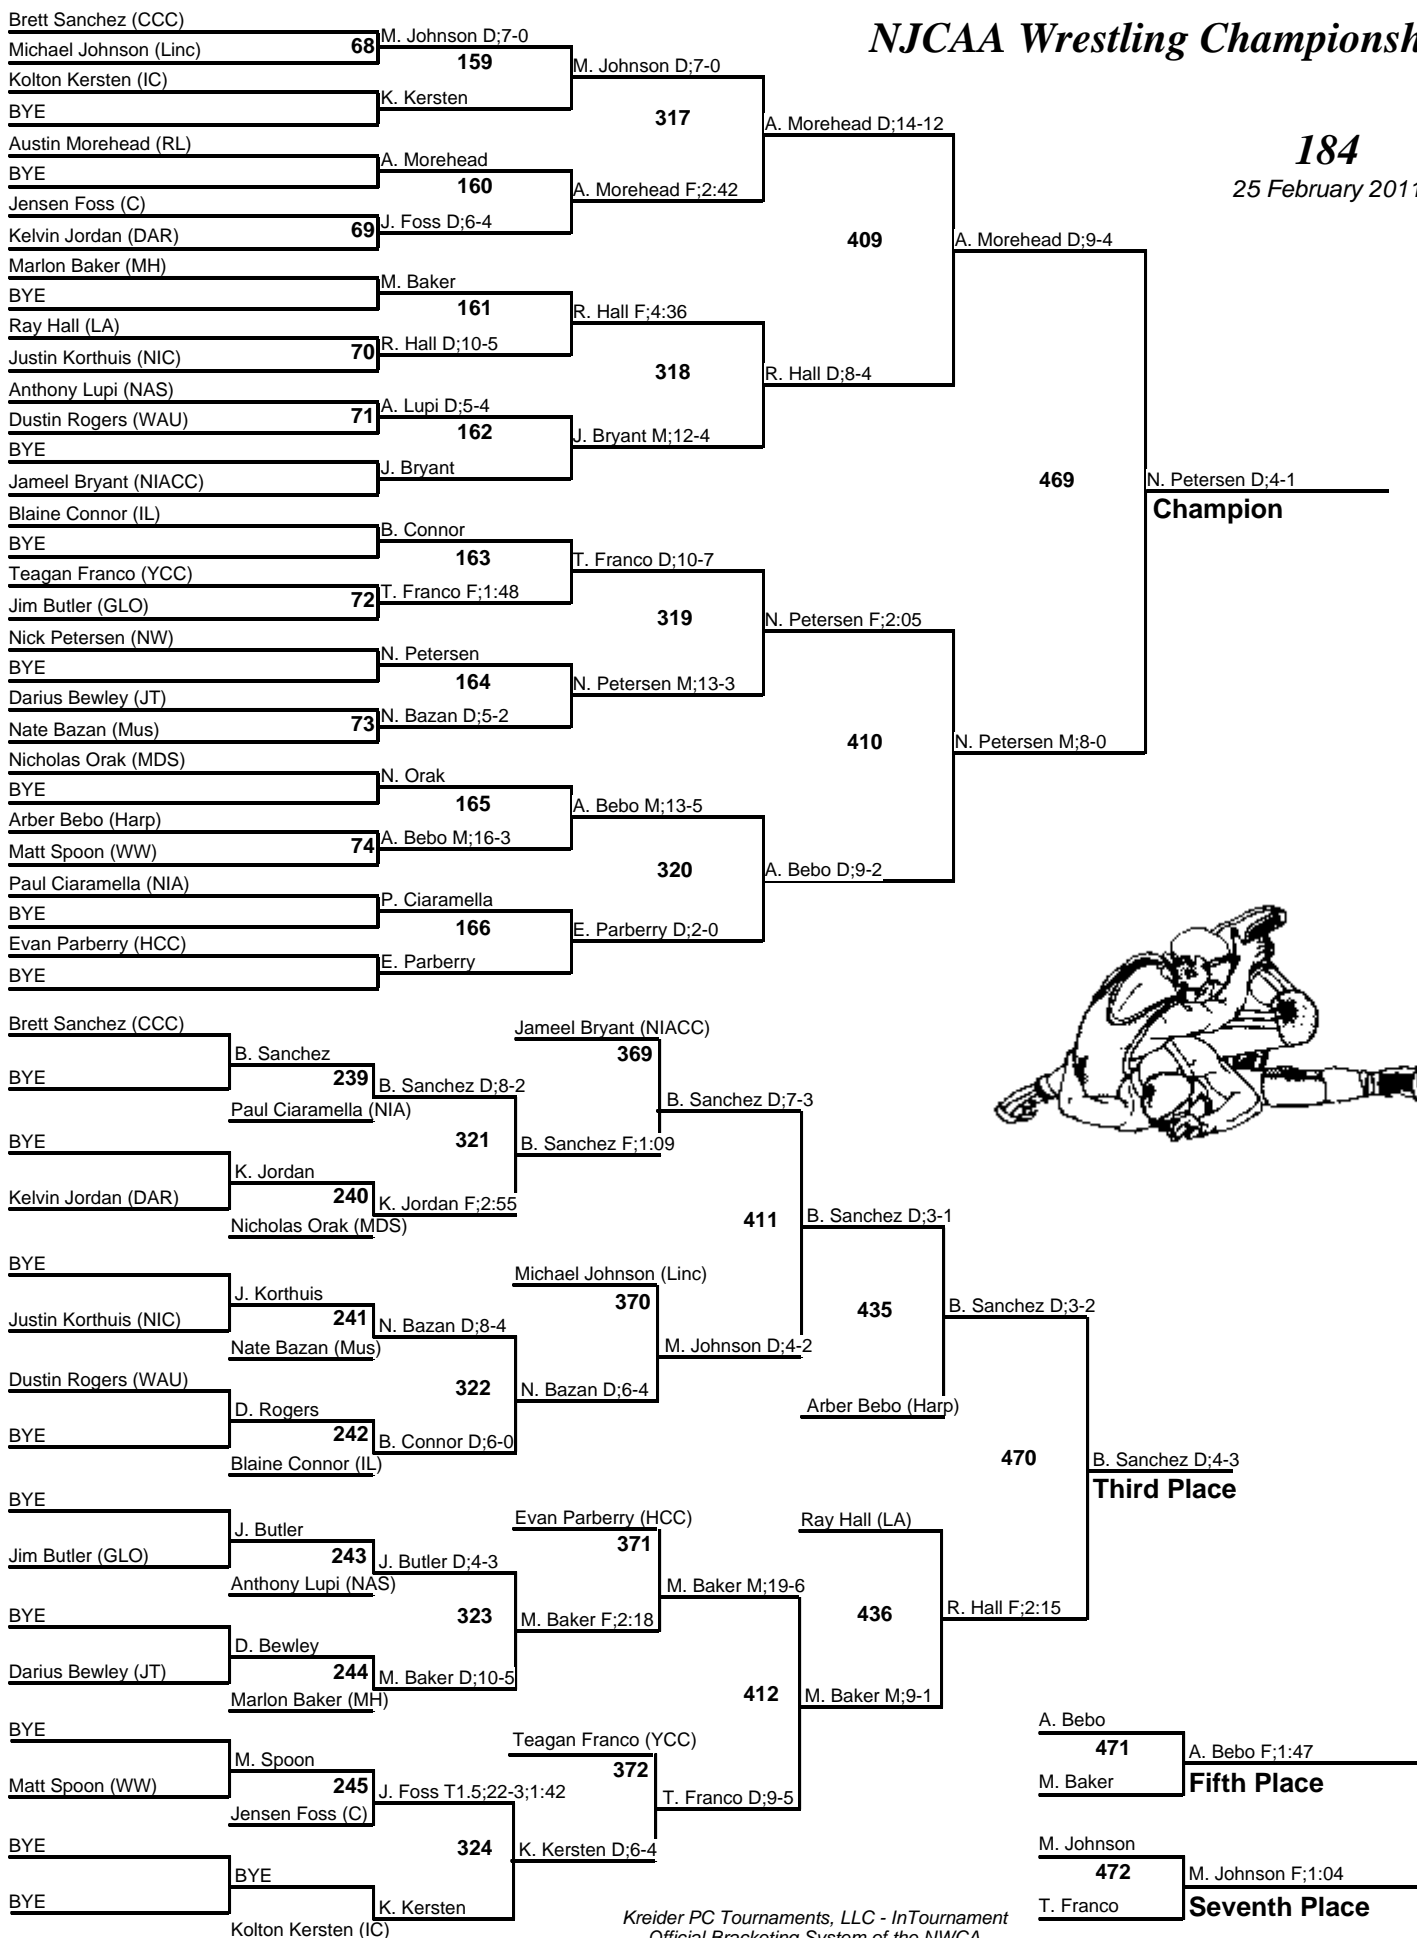 NJCAA Wrestling Championsh
184
25 February 2011
Brett Sanchez (CCC)
Michael Johnson (Linc)
68
M. Johnson D;7-0
159
Kolton Kersten (IC)
BYE
K. Kersten
M. Johnson D;7-0
317
Austin Morehead (RL)
BYE
A. Morehead
160
Jensen Foss (C)
Kelvin Jordan (DAR)
69
J. Foss D;6-4
A. Morehead F;2:42
A. Morehead D;14-12
409
Marlon Baker (MH)
BYE
M. Baker
161
Ray Hall (LA)
Justin Korthuis (NIC)
70
R. Hall D;10-5
R. Hall F;4:36
318
Anthony Lupi (NAS)
Dustin Rogers (WAU)
71
A. Lupi D;5-4
162
BYE
Jameel Bryant (NIACC)
J. Bryant
J. Bryant M;12-4
R. Hall D;8-4
A. Morehead D;9-4
469
N. Petersen D;4-1
Champion
Blaine Connor (IL)
BYE
B. Connor
163
Teagan Franco (YCC)
Jim Butler (GLO)
72
T. Franco F;1:48
T. Franco D;10-7
319
Nick Petersen (NW)
BYE
N. Petersen
164
Darius Bewley (JT)
Nate Bazan (Mus)
73
N. Bazan D;5-2
N. Petersen M;13-3
N. Petersen F;2:05
410
N. Petersen M;8-0
Nicholas Orak (MDS)
BYE
N. Orak
165
Arber Bebo (Harp)
Matt Spoon (WW)
74
A. Bebo M;16-3
A. Bebo M;13-5
320
A. Bebo D;9-2
Paul Ciaramella (NIA)
BYE
P. Ciaramella
166
Evan Parberry (HCC)
BYE
E. Parberry
E. Parberry D;2-0
Brett Sanchez (CCC)
BYE
B. Sanchez
239
Paul Ciaramella (NIA)
B. Sanchez D;8-2
321
BYE
Kelvin Jordan (DAR)
K. Jordan
240
Nicholas Orak (MDS)
K. Jordan F;2:55
Jameel Bryant (NIACC)
369
B. Sanchez F;1:09
B. Sanchez D;7-3
411
BYE
Justin Korthuis (NIC)
J. Korthuis
241
Nate Bazan (Mus)
N. Bazan D;8-4
322
Dustin Rogers (WAU)
BYE
D. Rogers
242
Blaine Connor (IL)
B. Connor D;6-0
Michael Johnson (Linc)
370
N. Bazan D;6-4
M. Johnson D;4-2
B. Sanchez D;3-1
435
Arber Bebo (Harp)
B. Sanchez D;3-2
470
B. Sanchez D;4-3
Third Place
BYE
Jim Butler (GLO)
J. Butler
243
Anthony Lupi (NAS)
J. Butler D;4-3
323
BYE
Darius Bewley (JT)
D. Bewley
244
Marlon Baker (MH)
M. Baker D;10-5
Evan Parberry (HCC)
371
M. Baker F;2:18
M. Baker M;19-6
412
Ray Hall (LA)
436
R. Hall F;2:15
M. Baker M;9-1
BYE
Matt Spoon (WW)
M. Spoon
245
Jensen Foss (C)
J. Foss T1.5;22-3;1:42
324
BYE
BYE
BYE
Kolton Kersten (IC)
K. Kersten
Teagan Franco (YCC)
372
K. Kersten D;6-4
T. Franco D;9-5
A. Bebo
471
M. Baker
A. Bebo F;1:47
Fifth Place
M. Johnson
472
T. Franco
M. Johnson F;1:04
Seventh Place
Kreider PC Tournaments, LLC - InTournament
Official Bracketing System of the NWCA